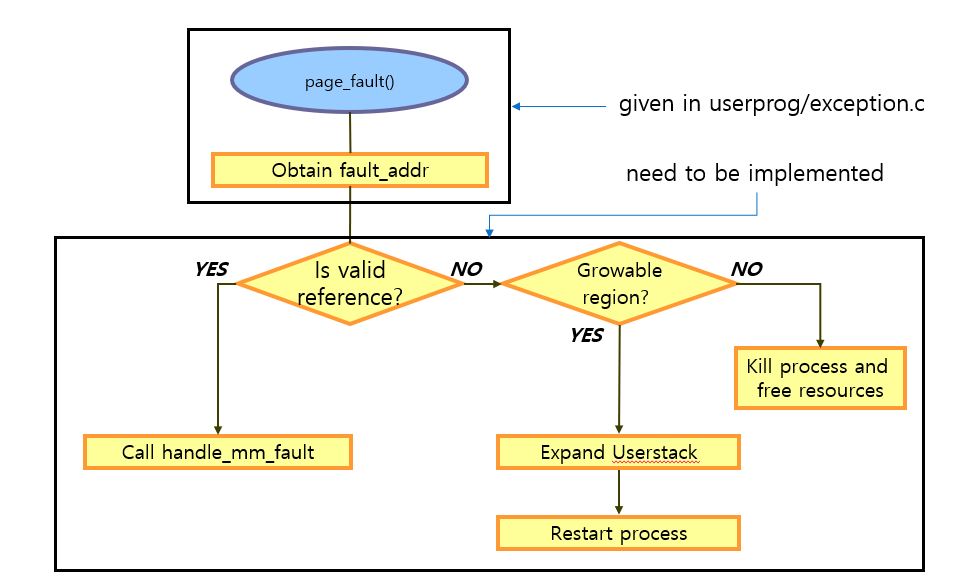 page_fault()
given in userprog/exception.c
Obtain fault_addr
need to be implemented
YES
Is valid
reference?
NO
Growable
region?
NO
YES
Kill process and
free resources
Call handle_mm_fault
Expand Userstack
Restart process